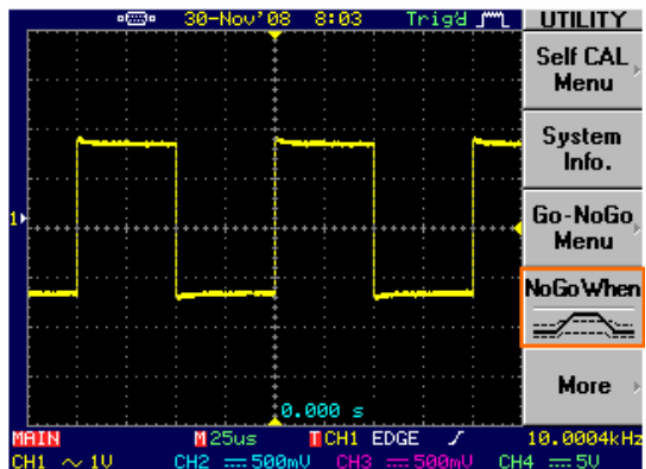 30-Nov'08 8:03 Trig'd UTILITY
Self CAL
Menu
System
Info.
Go-NoGo
Menu
1
NoGo When
More
0.000 s
MAIN M 25us T CH1 EDGE 10.0004kHz
CH1 ~ 1V CH2 500mV CH3 500mV CH4 5V